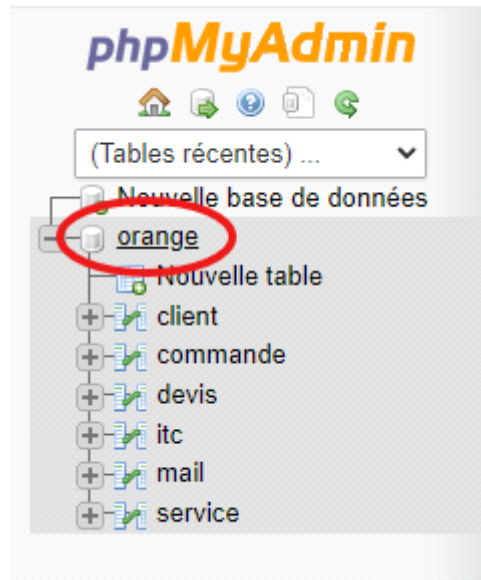 phpMyAdmin
(Tables récentes) ...
Nouvelle base de données
orange
Nouvelle table
client
commande
devis
itc
mail
service